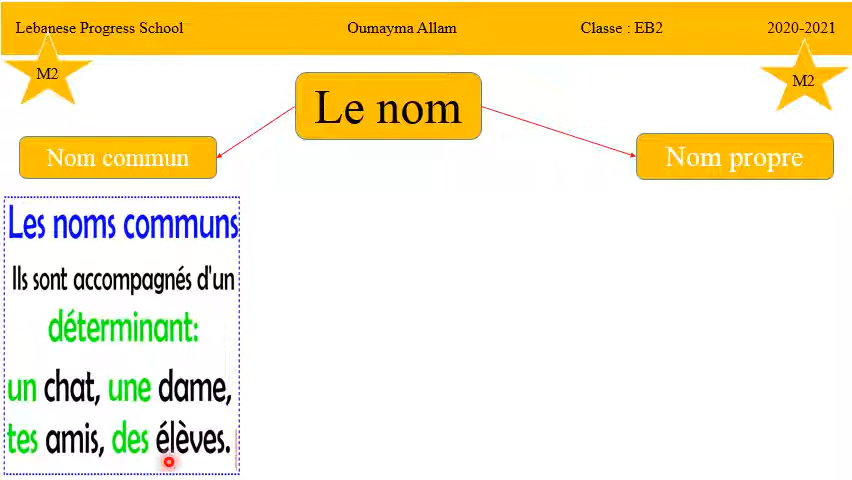 Lebanese Progress School Oumayma Allam Classe : EB2 2020-2021
M2 M2
Le nom
Nom commun Nom propre
Les noms communs
Ils sont accompagnés d'un
déterminant:
un chat, une dame,
tes amis, des élèves.